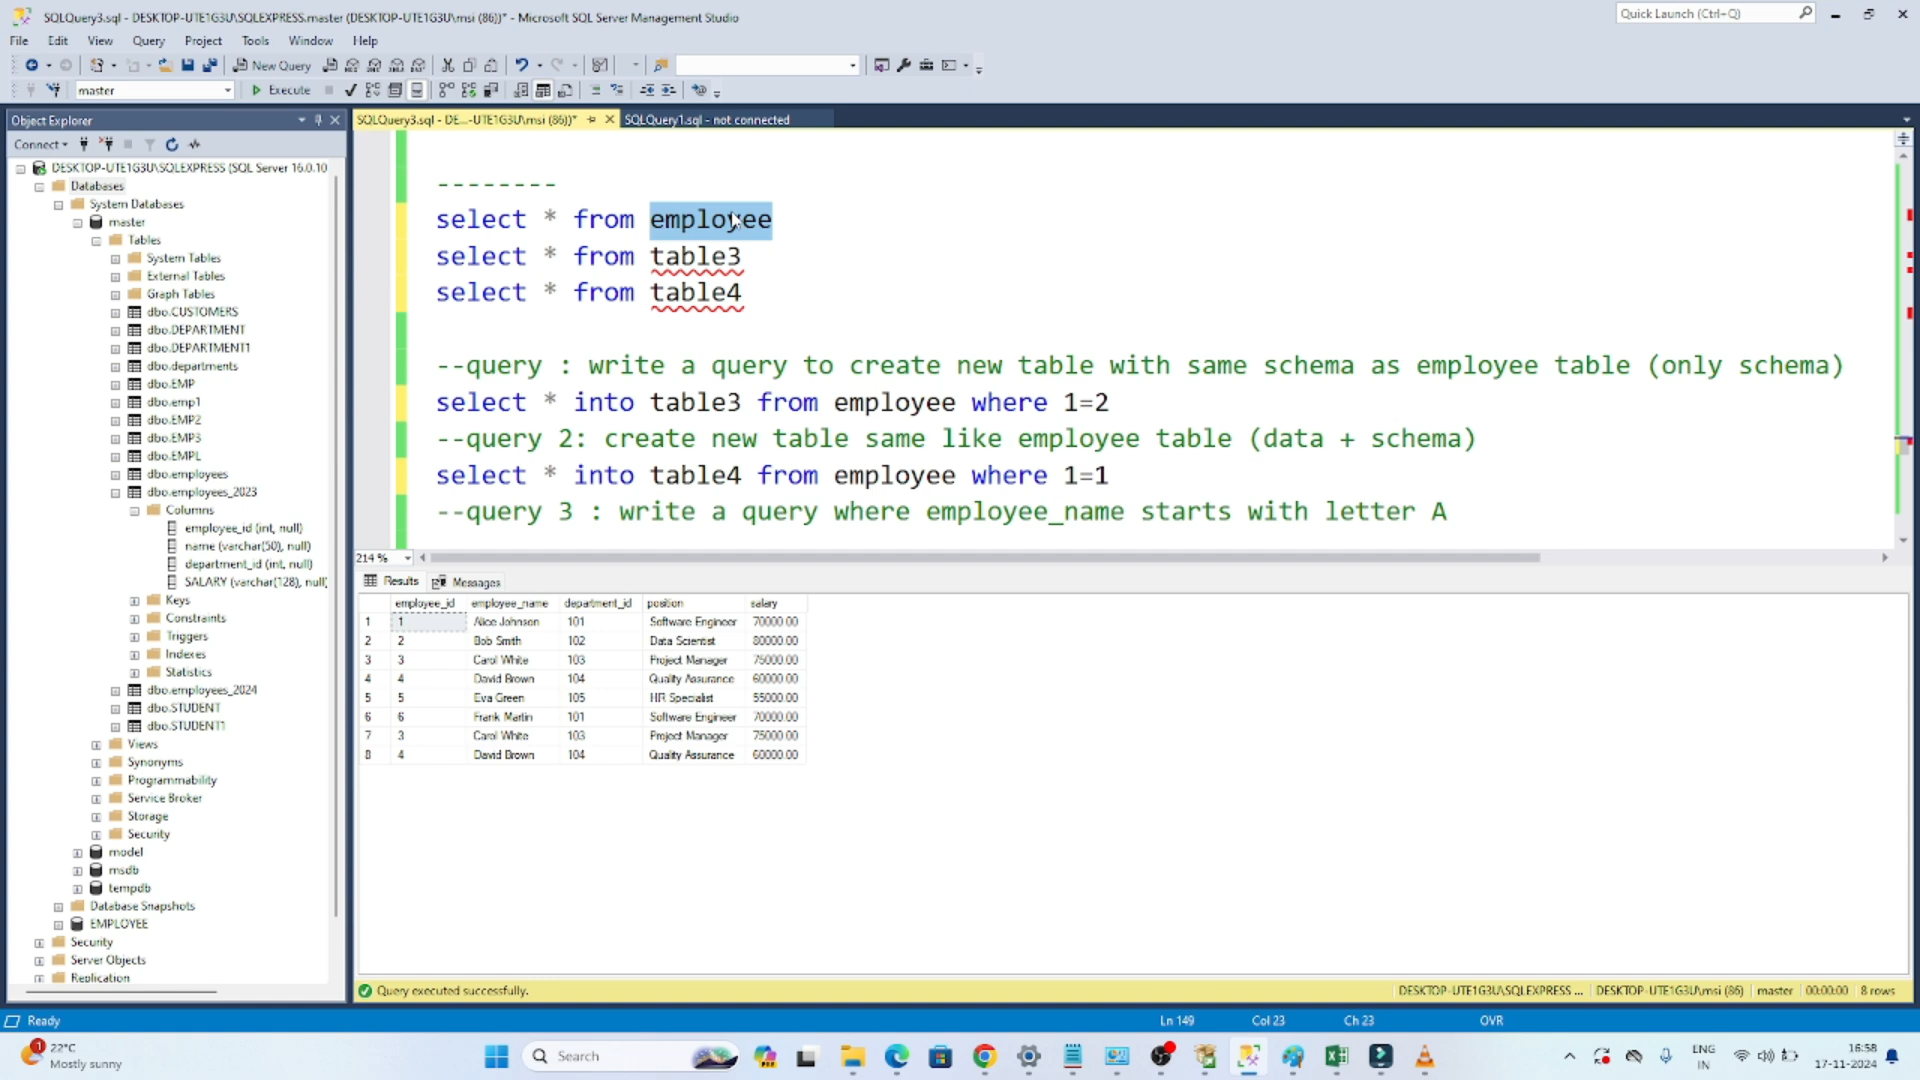 SQLQuery3.sql - DESKTOP-UTE1G3U\SQLEXPRESS.master (DESKTOP-UTE1G3U\msi (86))* - Microsoft SQL Server Management Studio
Quick Launch (Ctrl+Q)
File Edit View Query Project Tools Window Help
New Query
master
Execute
Object Explorer
SQLQuery3.sql - DE...-UTE1G3U\msi (86))*
SQLQuery1.sql - not connected
Connect
DESKTOP-UTE1G3U\SQLEXPRESS (SQL Server 16.0.10
Databases
System Databases
master
Tables
System Tables
External Tables
Graph Tables
dbo.CUSTOMERS
dbo.DEPARTMENT
dbo.DEPARTMENT1
dbo.departments
dbo.EMP
dbo.emp1
dbo.EMP2
dbo.EMP3
dbo.EMPL
dbo.employees
dbo.employees_2023
Columns
employee_id (int, null)
name (varchar(50), null)
department_id (int, null)
SALARY (varchar(128), null
Keys
Constraints
Triggers
Indexes
Statistics
dbo.employees_2024
dbo.STUDENT
dbo.STUDENT1
Views
Synonyms
Programmability
Service Broker
Storage
Security
model
msdb
tempdb
Database Snapshots
EMPLOYEE
Security
Server Objects
Replication
--------
select * from employee
select * from table3
select * from table4
--query : write a query to create new table with same schema as employee table (only schema)
select * into table3 from employee where 1=2
--query 2: create new table same like employee table (data + schema)
select * into table4 from employee where 1=1
--query 3 : write a query where employee_name starts with letter A
214 %
Results Messages
employee_id employee_name department_id position salary
1 1 Alice Johnson 101 Software Engineer 70000.00
2 2 Bob Smith 102 Data Scientist 80000.00
3 3 Carol White 103 Project Manager 75000.00
4 4 David Brown 104 Quality Assurance 60000.00
5 5 Eva Green 105 HR Specialist 55000.00
6 6 Frank Martin 101 Software Engineer 70000.00
7 3 Carol White 103 Project Manager 75000.00
8 4 David Brown 104 Quality Assurance 60000.00
Query executed successfully.
DESKTOP-UTE1G3U\SQLEXPRESS ... DESKTOP-UTE1G3U\msi (86) master 00:00:00 8 rows
Ready
Ln 149 Col 23 Ch 23 OVR
1
22°C
Mostly sunny
Search
ENG
IN
16:58
17-11-2024